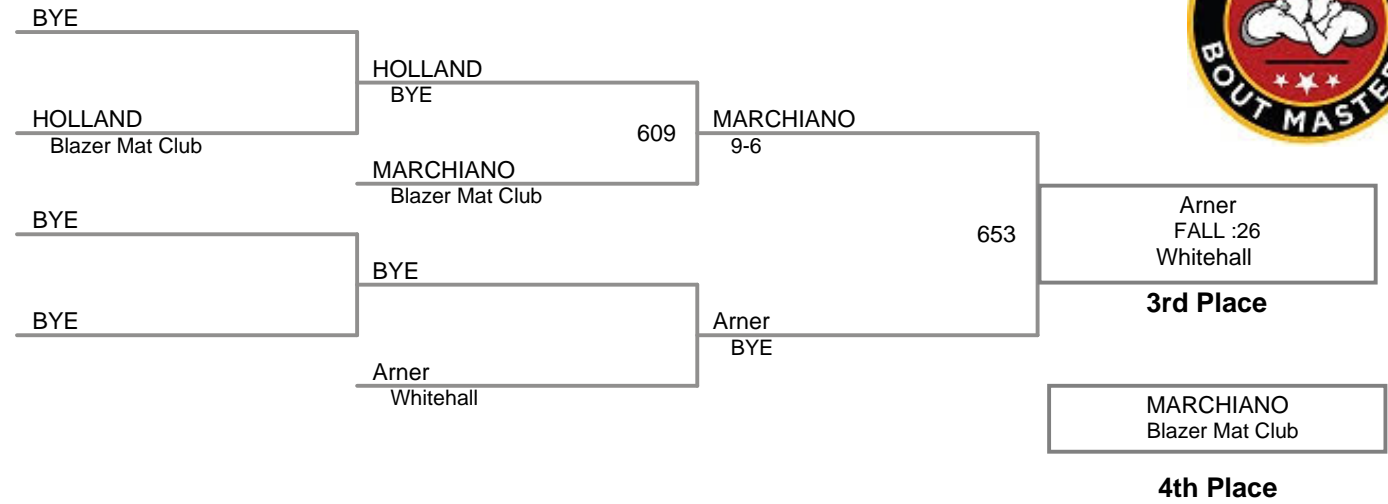 BYE
HOLLAND
Blazer Mat Club
BYE
BYE
HOLLAND
BYE
609
MARCHIANO
Blazer Mat Club
BYE
Arner
Whitehall
MARCHIANO
9-6
653
Arner
BYE
Arner
FALL :26
Whitehall
3rd Place
MARCHIANO
Blazer Mat Club
4th Place
BOUT